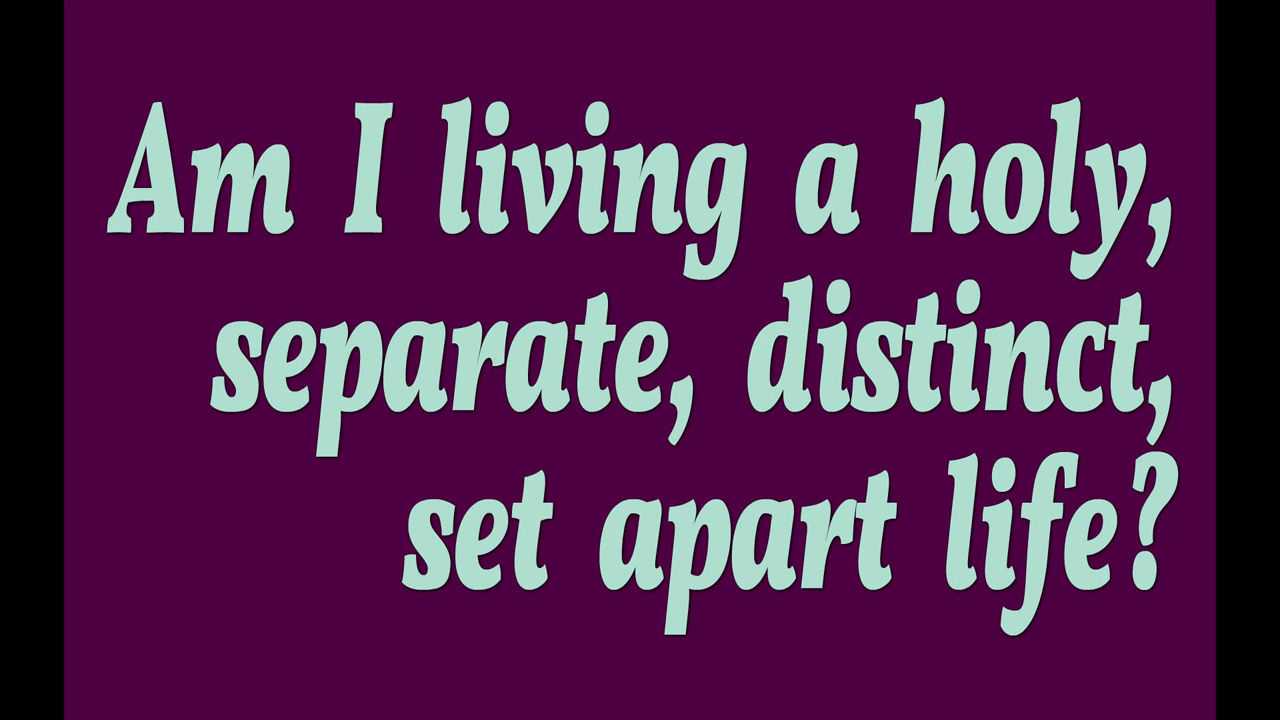 Am I living a holy,
separate, distinct,
set apart life?